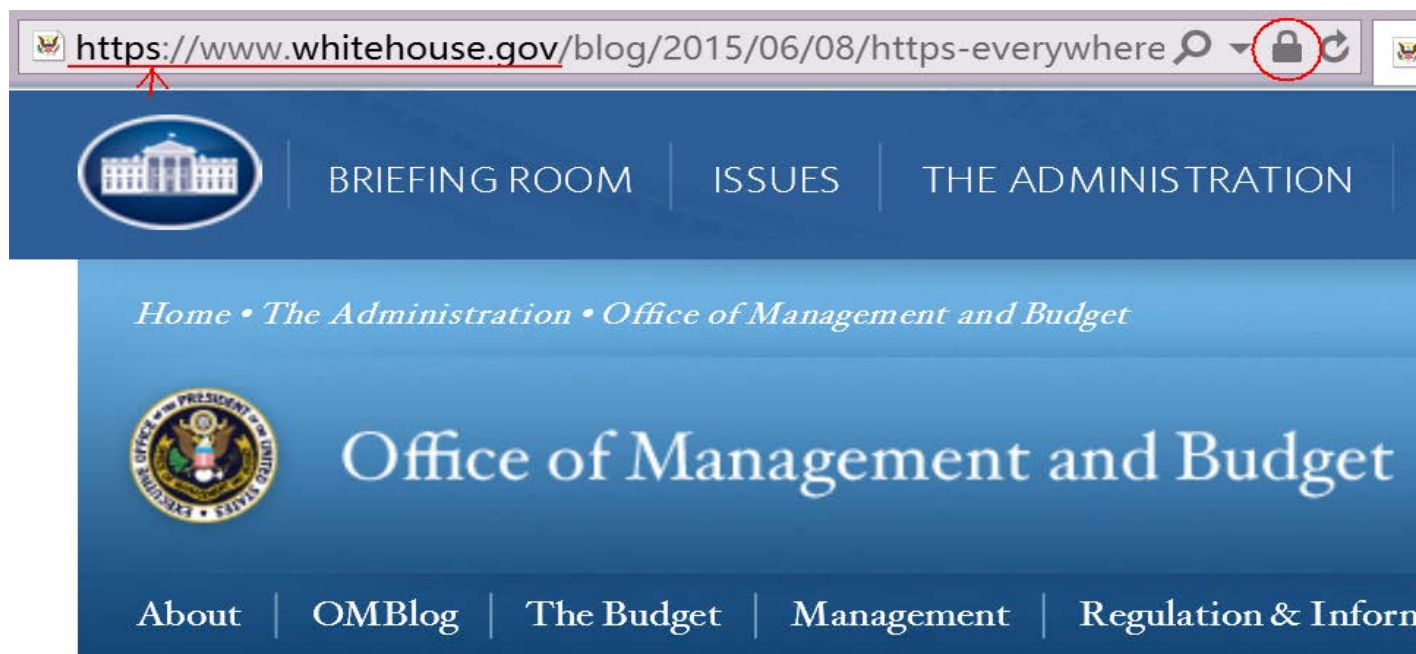 https://www.whitehouse.gov/blog/2015/06/08/https-everywhere
BRIEFING ROOM ISSUES THE ADMINISTRATION
Home • The Administration • Office of Management and Budget
Office of Management and Budget
About OMBlog The Budget Management Regulation & Inform